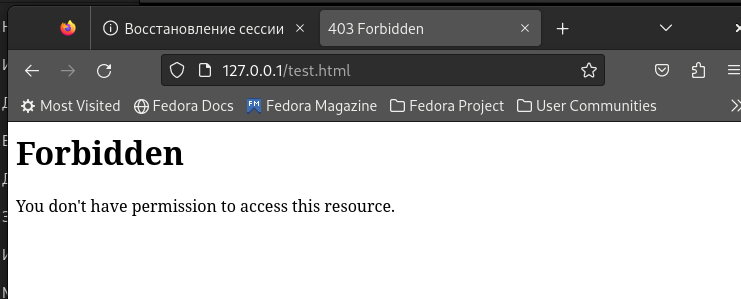 Восстановление сессии
403 Forbidden
127.0.0.1/test.html
Most Visited Fedora Docs FM Fedora Magazine Fedora Project User Communities
Forbidden
You don't have permission to access this resource.